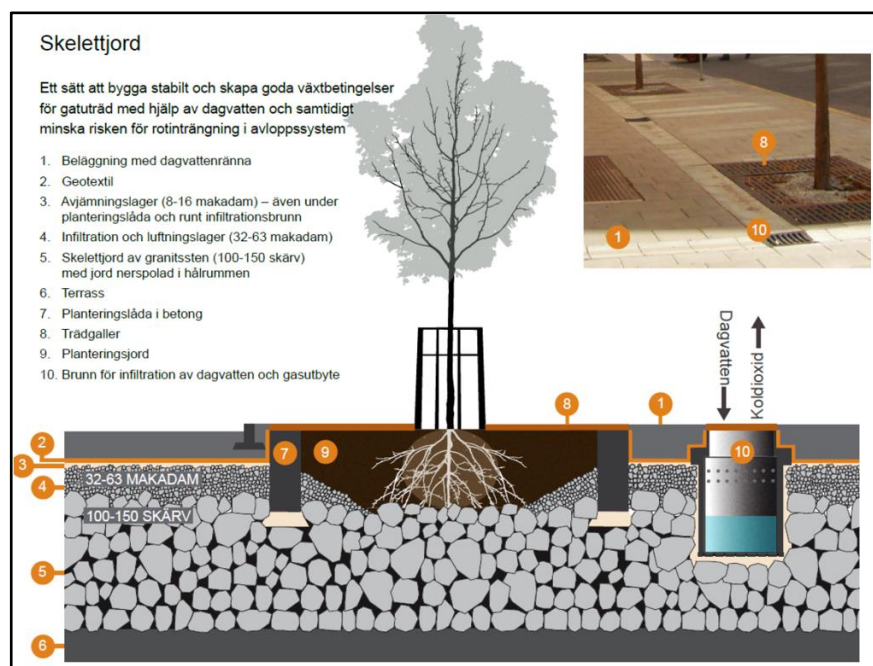 Skelettjord
Ett sätt att bygga stabilt och skapa goda växtbetingelser
för gatuträd med hjälp av dagvatten och samtidigt
minska risken för rotinträngning i avloppssystem
1. Beläggning med dagvattenränna
2. Geotextil
3. Avjämningslager (8-16 makadam) – även under
planteringslåda och runt infiltrationsbrunn
4. Infiltration och luftningslager (32-63 makadam)
5. Skelettjord av granitssten (100-150 skärv)
med jord nerspolad i hålrummen
6. Terrass
7. Planteringslåda i betong
8. Trädgaller
9. Planteringsjord
10. Brunn för infiltration av dagvatten och gasutbyte
8
1
10
Dagvatten
Koldioxid
8
1
2
7
9
10
3
32-63 MAKADAM
4
100-150 SKÄRV
5
6